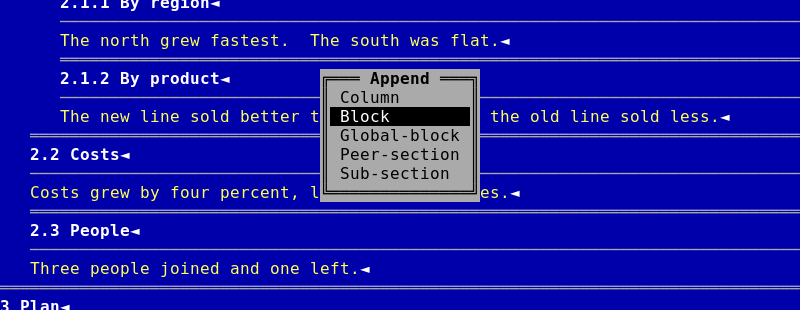 2.1.1 By region◄
The north grew fastest.  The south was flat.◄
2.1.2 By product◄
The new line sold better t the old line sold less.◄
2.2 Costs◄
Costs grew by four percent, l es.◄
2.3 People◄
Three people joined and one left.◄
3 Plan◄
Append
Column
Block
Global-block
Peer-section
Sub-section